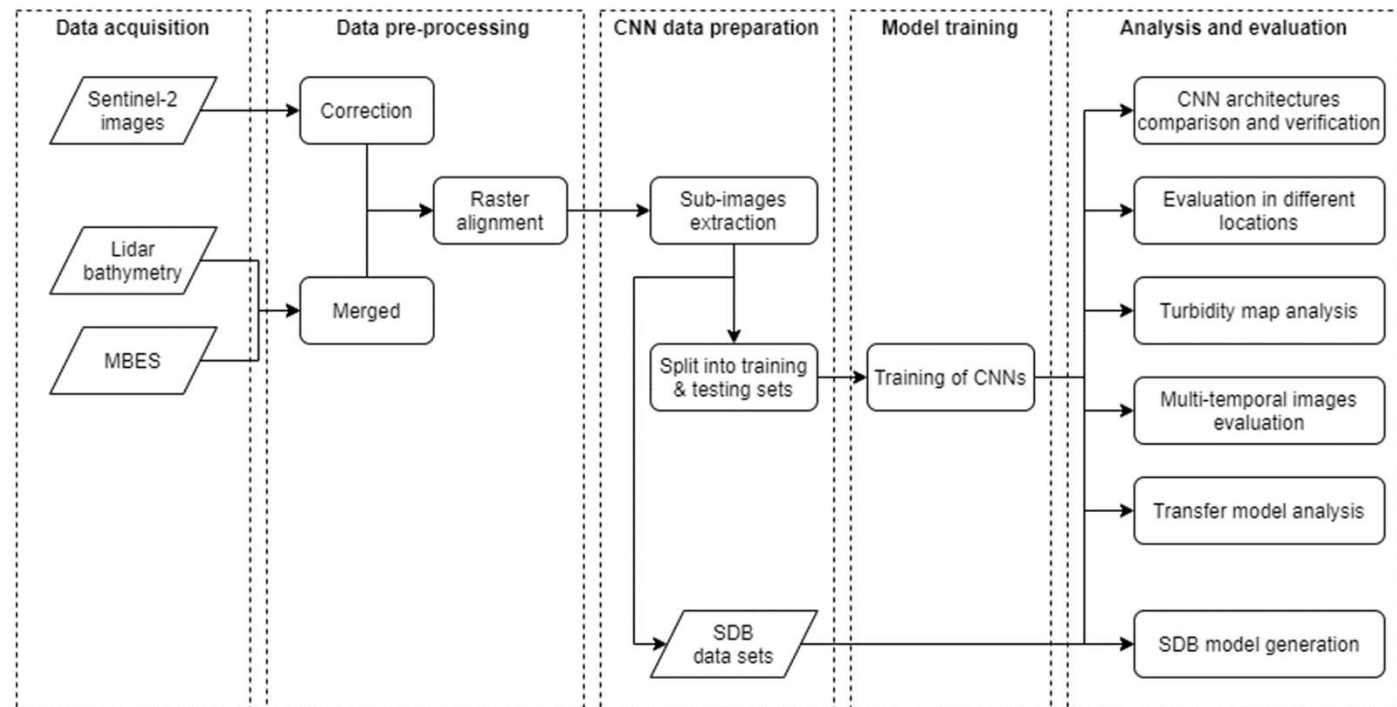 Data acquisition
Data pre-processing
CNN data preparation
Model training
Analysis and evaluation
Sentinel-2
images
Lidar
bathymetry
MBES
Correction
Raster
alignment
Merged
Sub-images
extraction
Split into training
& testing sets
SDB
data sets
Training of CNNs
CNN architectures
comparison and verification
Evaluation in different
locations
Turbidity map analysis
Multi-temporal images
evaluation
Transfer model analysis
SDB model generation